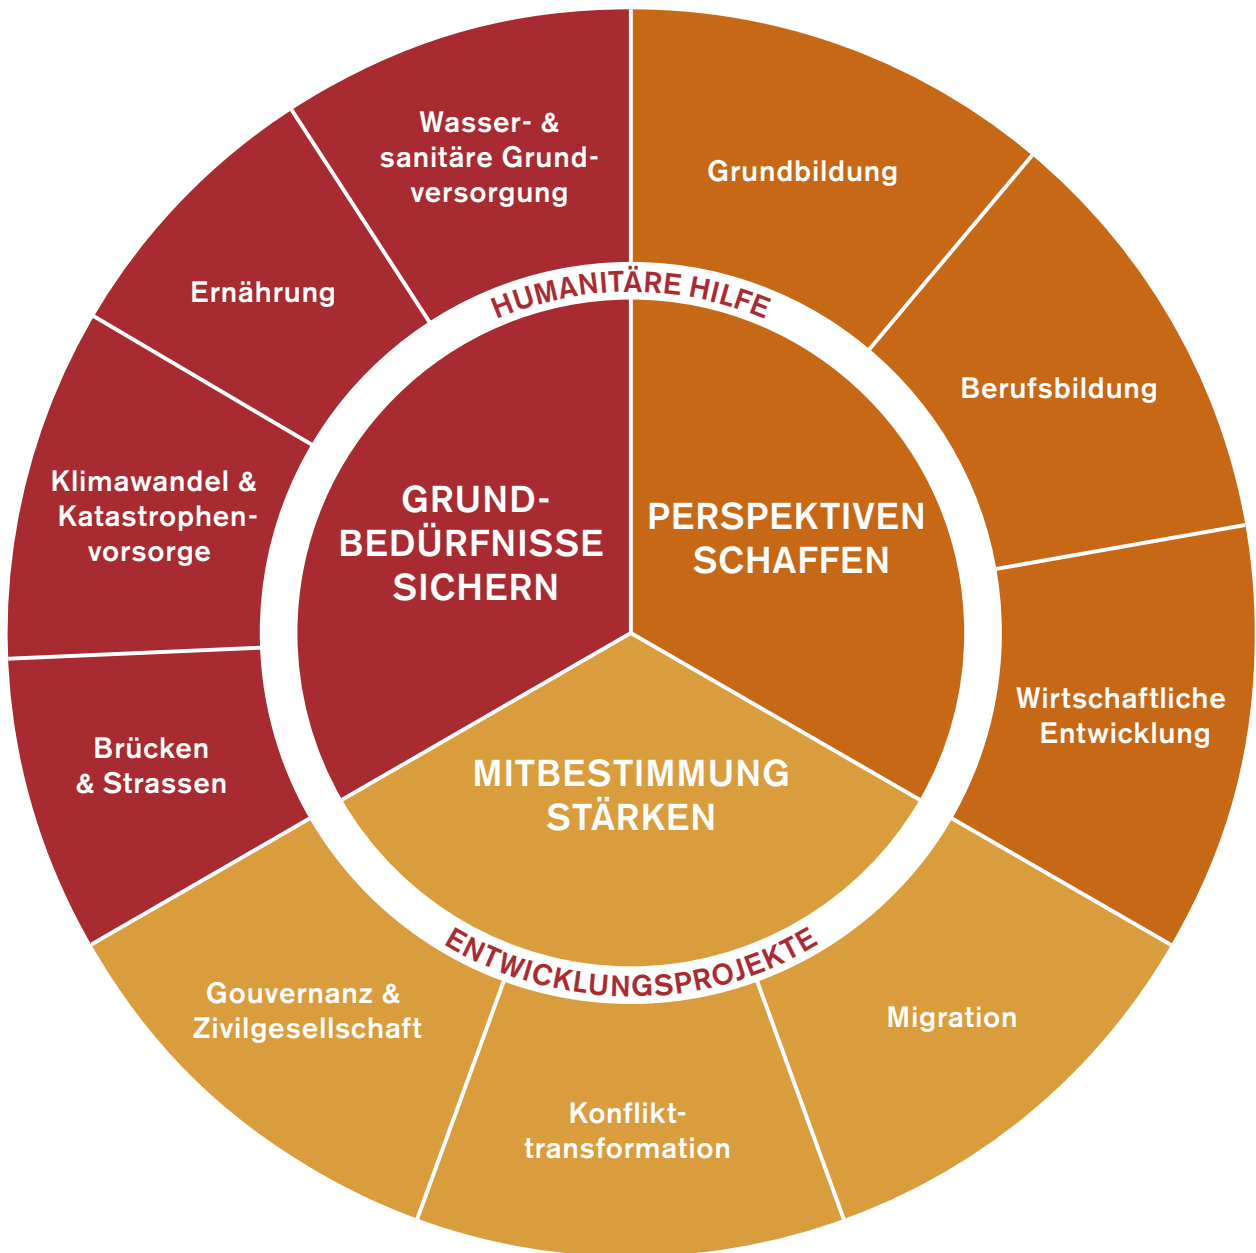 Wasser- &
sanitäre Grund-
versorgung
Grundbildung
Ernährung
HUMANITÄRE HILFE
Berufsbildung
Klimawandel &
Katastrophen-
vorsorge
GRUND-
BEDÜRFNISSE
SICHERN
PERSPEKTIVEN
SCHAFFEN
Wirtschaftliche
Entwicklung
Brücken
& Strassen
MITBESTIMMUNG
STÄRKEN
ENTWICKLUNGSPROJEKTE
Gouvernanz &
Zivilgesellschaft
Migration
Konflikt-
transformation